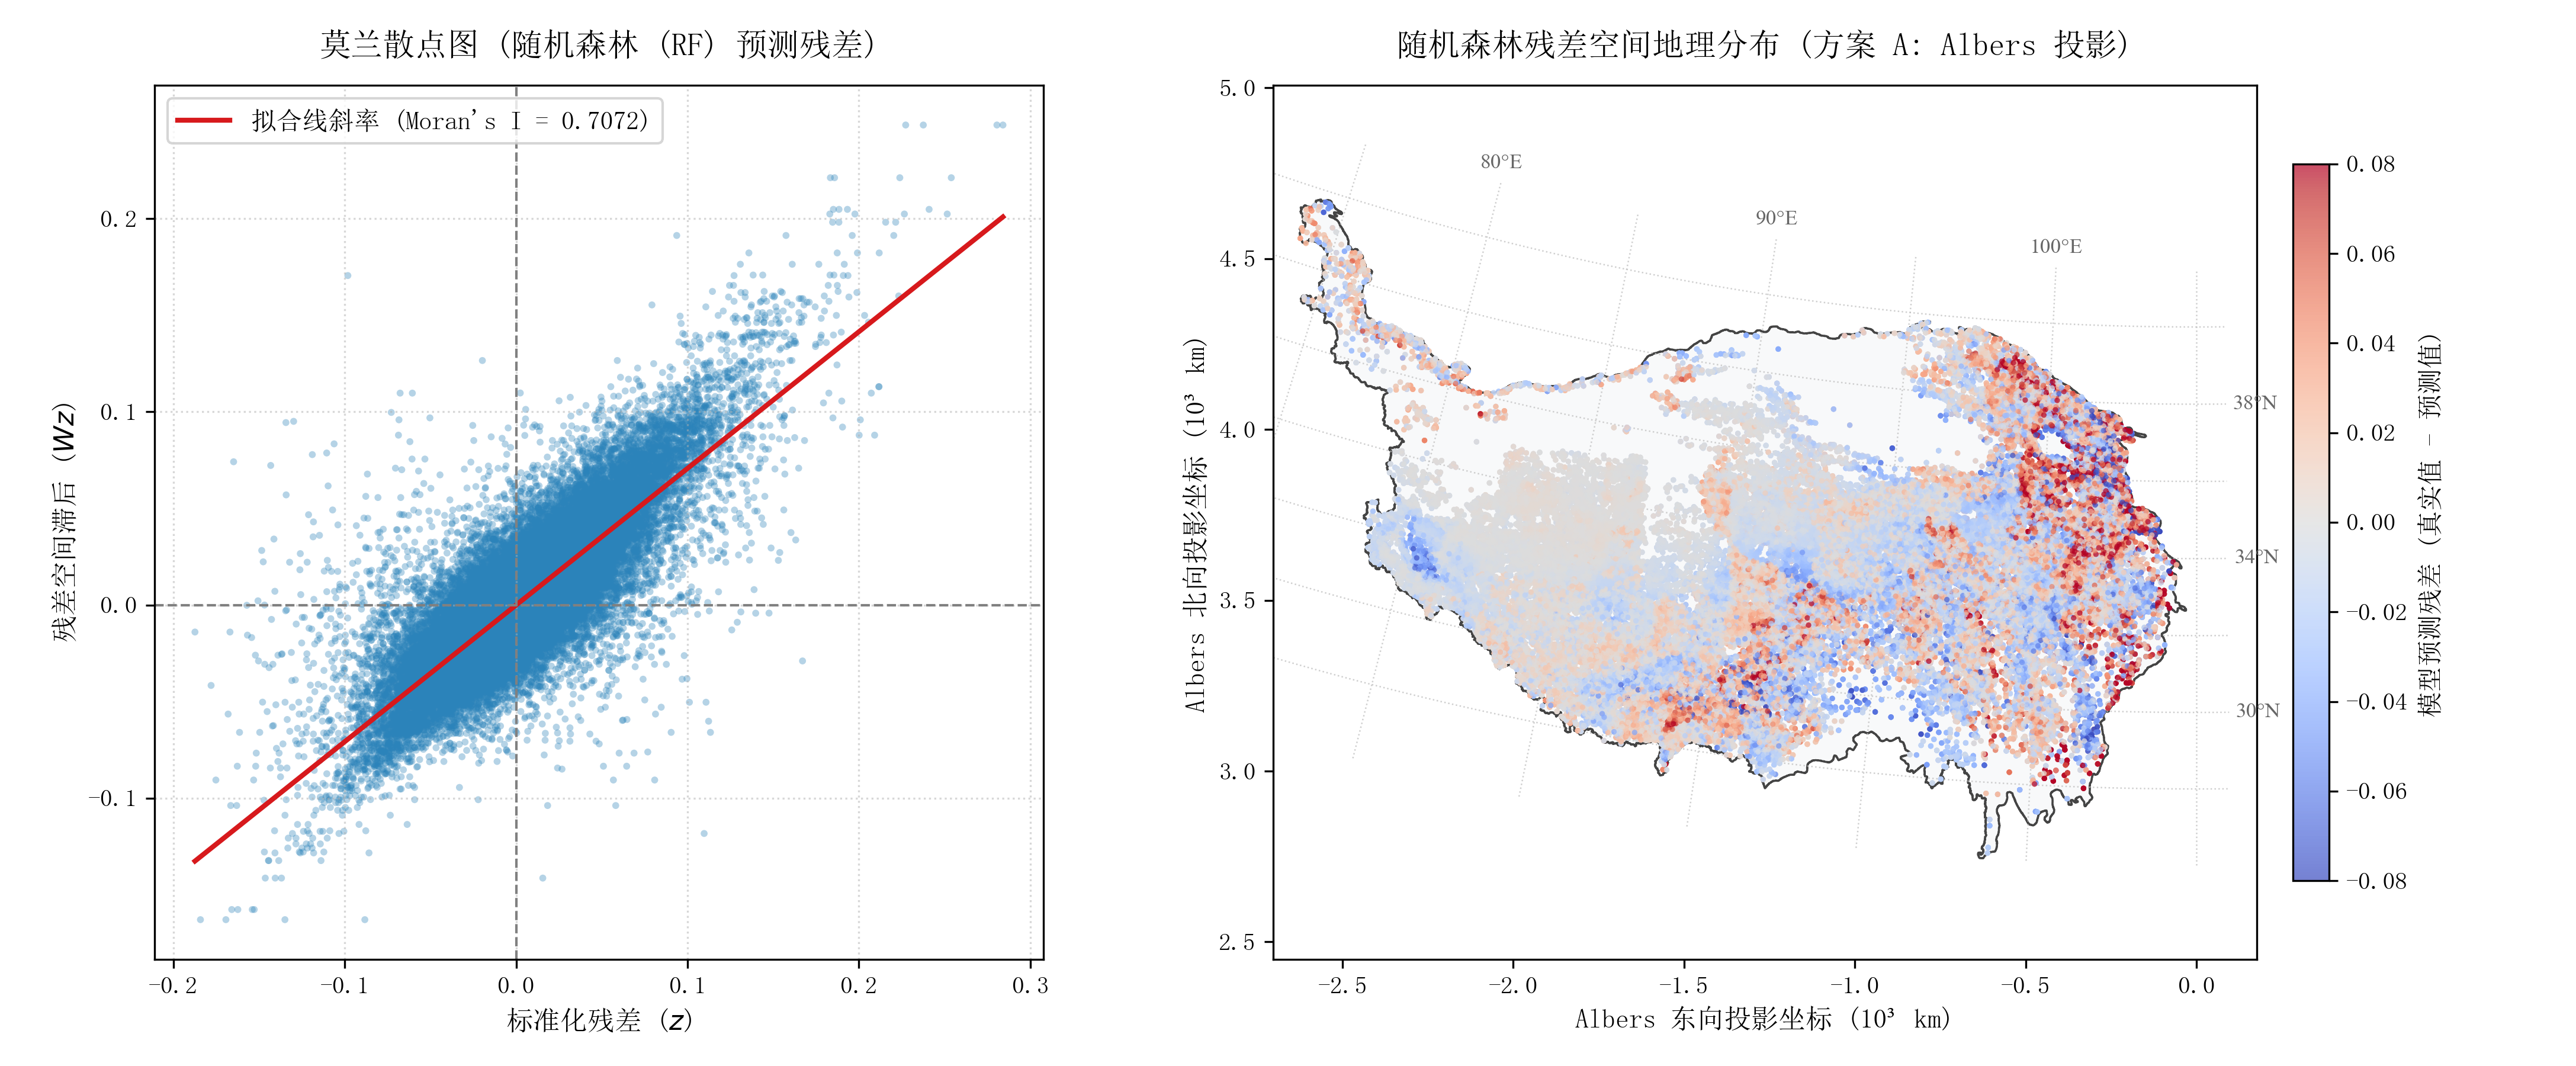 莫兰散点图 (随机森林 (RF) 预测残差)
拟合线斜率 (Moran's I = 0.7072)
残差空间滞后 (Wz)
0.2
0.1
0.0
−0.1
−0.2
−0.1
0.0
0.1
0.2
0.3
标准化残差 (z)
随机森林残差空间地理分布 (方案 A: Albers 投影)
Albers 北向投影坐标 (10³ km)
5.0
4.5
4.0
3.5
3.0
2.5
80°E
90°E
100°E
38°N
34°N
30°N
−2.5
−2.0
−1.5
−1.0
−0.5
0.0
Albers 东向投影坐标 (10³ km)
0.08
0.06
0.04
0.02
0.00
−0.02
−0.04
−0.06
−0.08
模型预测残差 (真实值 − 预测值)